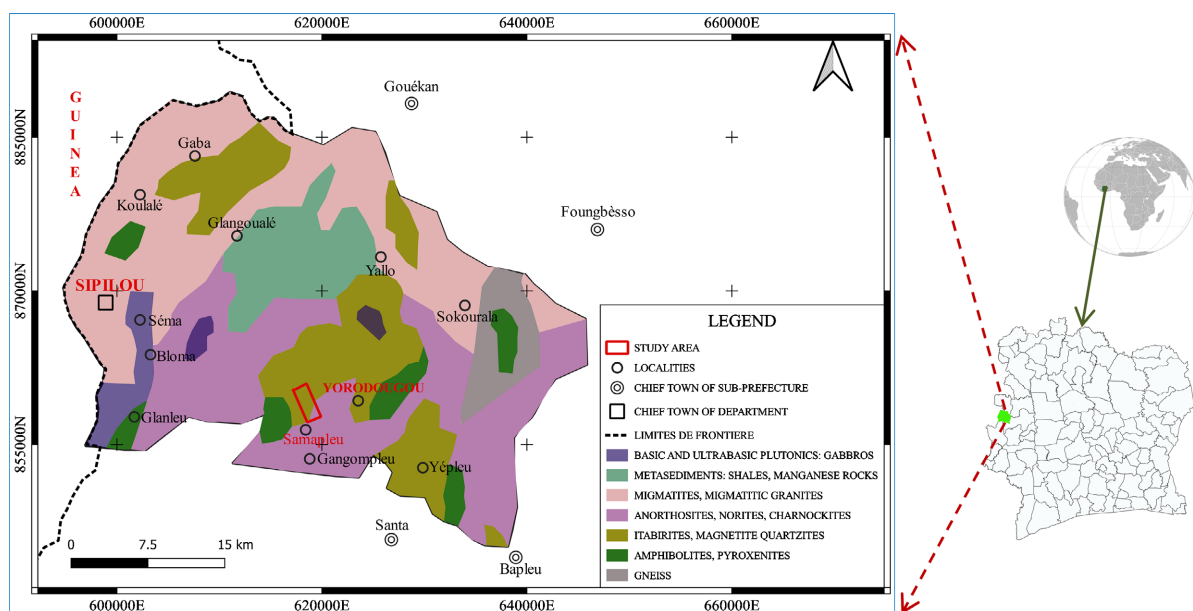 600000E 620000E 640000E 660000E
GUINEA
885000N
870000N
855000N
Gouékan
Gaba
Koulalé
Foungbèsso
Glangoualé
Yallo
SIPILOU
Sokourala
Séma
Bloma
YORODOUGOU
Glanleu
Samapleu
Gangompleu
Yépleu
Santa
Bapleu
0 7.5 15 km
LEGEND
STUDY AREA
LOCALITIES
CHIEF TOWN OF SUB-PREFECTURE
CHIEF TOWN OF DEPARTMENT
LIMITES DE FRONTIERE
BASIC AND ULTRABASIC PLUTONICS: GABBROS
METASEDIMENTS: SHALES, MANGANESE ROCKS
MIGMATITES, MIGMATITIC GRANITES
ANORTHOSITES, NORITES, CHARNOCKITES
ITABIRITES, MAGNETITE QUARTZITES
AMPHIBOLITES, PYROXENITES
GNEISS
600000E 620000E 640000E 660000E